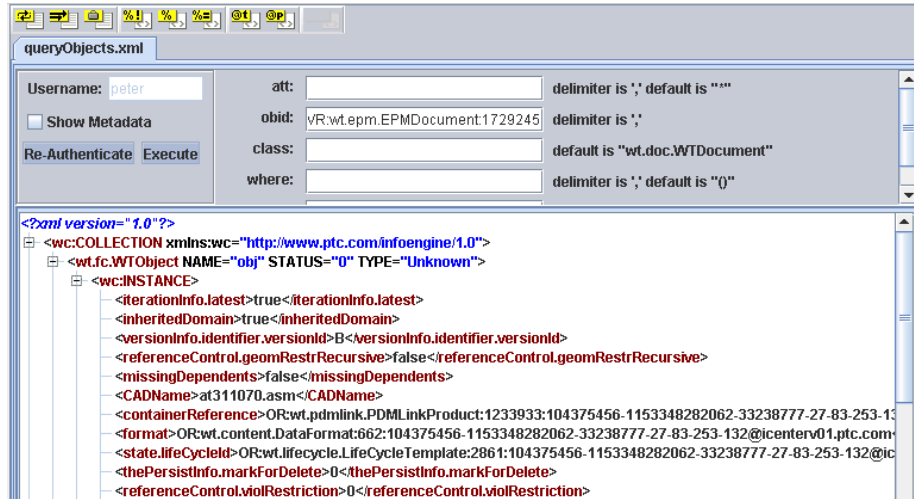 queryObjects.xml
Username: peter
Show Metadata
Re-Authenticate Execute
att: delimiter is ',' default is "*"
obid: VR:wt.epm.EPMDocument:1729245 delimiter is ','
class: default is "wt.doc.WTDocument"
where: delimiter is ',' default is "()"
<?xml version="1.0"?>
<wc:COLLECTION xmlns:wc="http://www.ptc.com/infoengine/1.0">
<wt.fc.WTObject NAME="obj" STATUS="0" TYPE="Unknown">
<wc:INSTANCE>
<iterationInfo.latest>true</iterationInfo.latest>
<inheritedDomain>true</inheritedDomain>
<versionInfo.identifier.versionId>B</versionInfo.identifier.versionId>
<referenceControl.geomRestrRecursive>false</referenceControl.geomRestrRecursive>
<missingDependents>false</missingDependents>
<CADName>at311070.asm</CADName>
<containerReference>OR:wt.pdmlink.PDMLinkProduct:1233933:104375456-1153348282062-33238777-27-83-253-13
<format>OR:wt.content.DataFormat:662:104375456-1153348282062-33238777-27-83-253-132@icenterv01.ptc.com
<state.lifeCycleId>OR:wt.lifecycle.LifeCycleTemplate:2861:104375456-1153348282062-33238777-27-83-253-132@ic
<thePersistInfo.markForDelete>0</thePersistInfo.markForDelete>
<referenceControl.violRestriction>0</referenceControl.violRestriction>